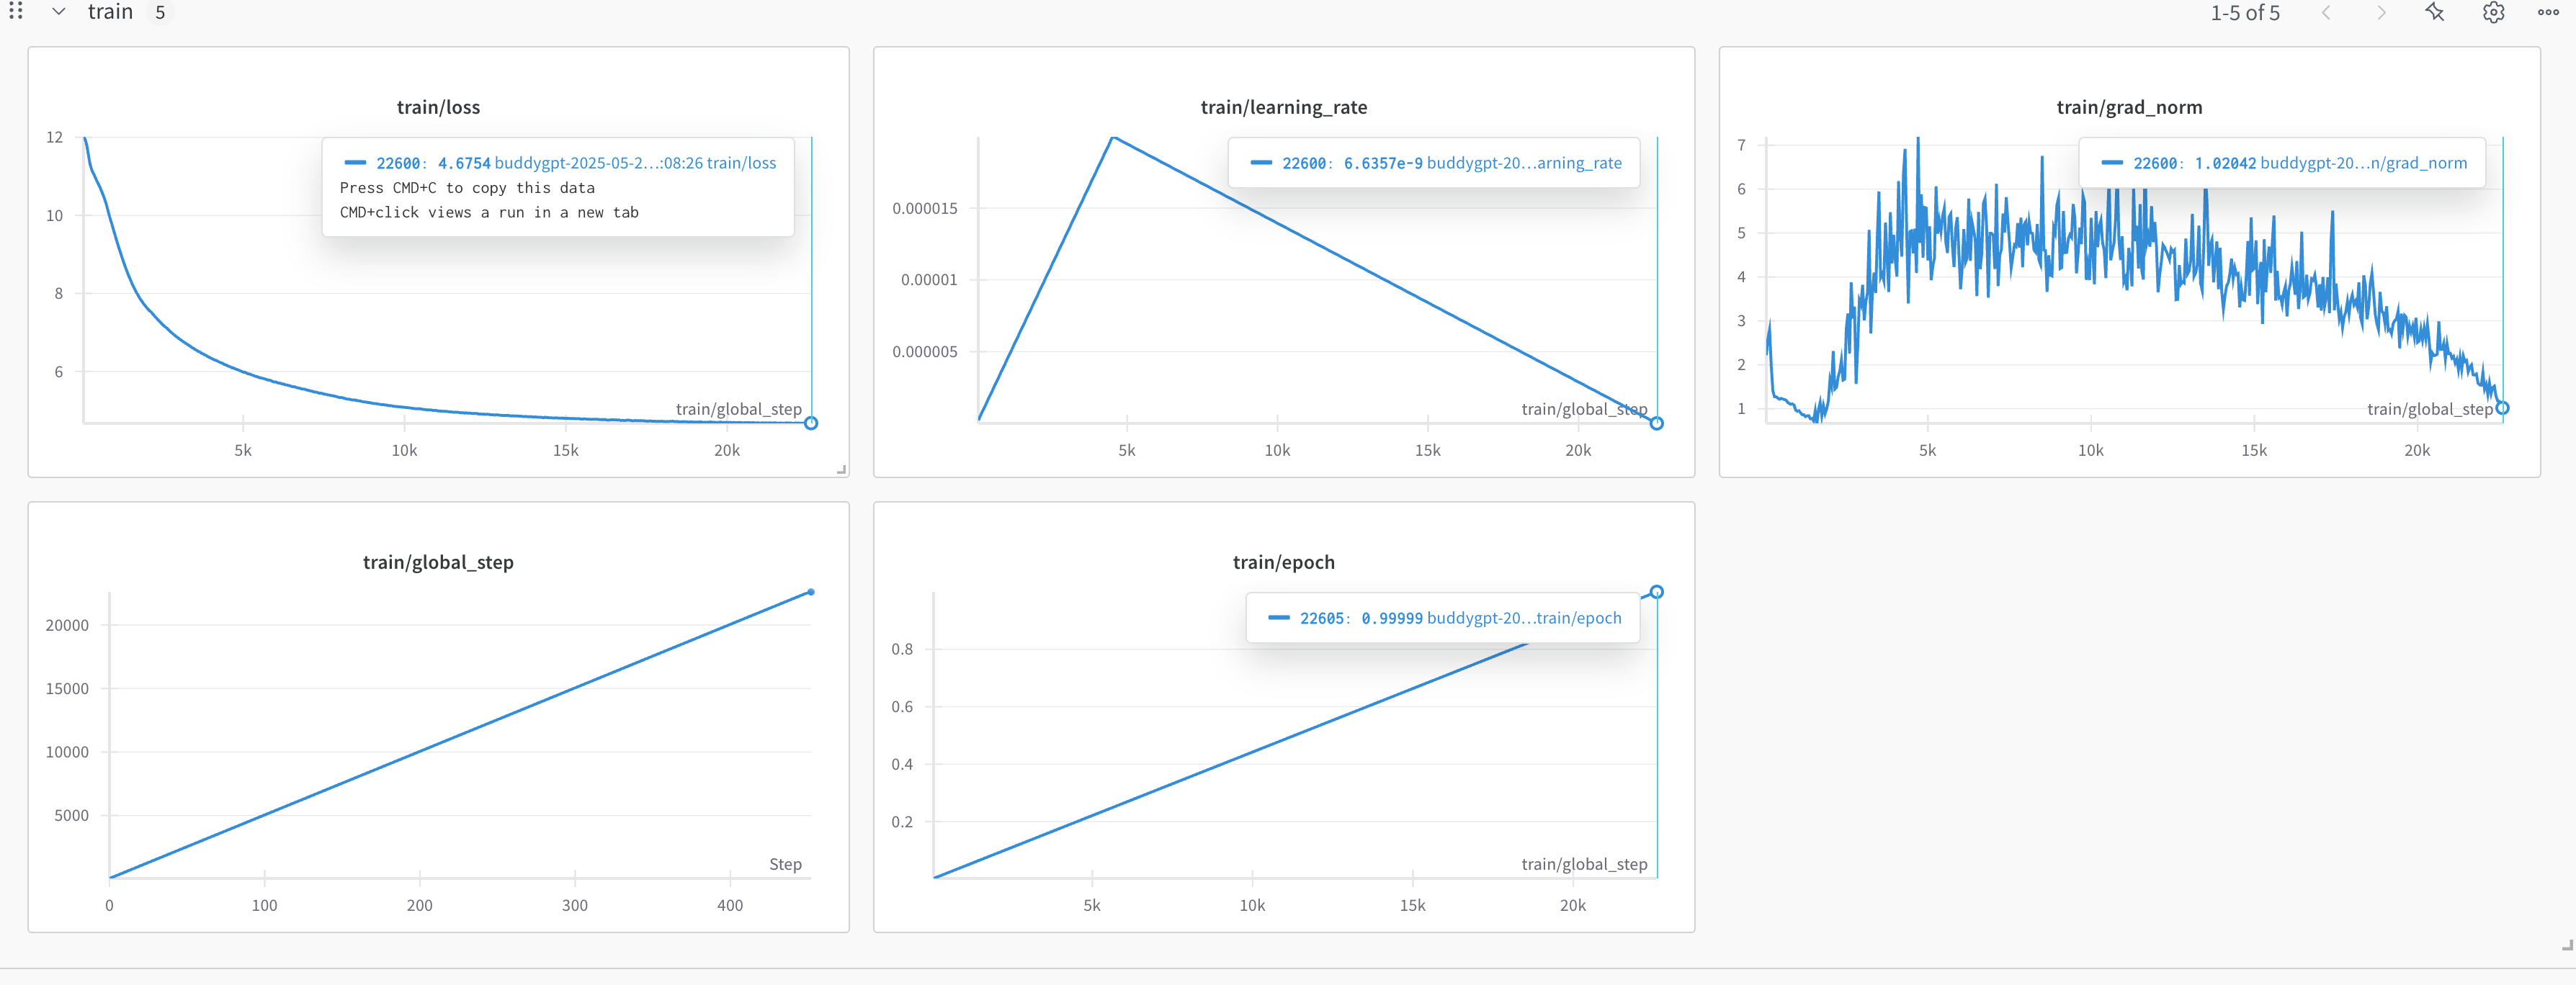 train 5
1-5 of 5
train/loss
12
10
8
6
5k 10k 15k 20k
train/global_step
22600: 4.6754 buddygpt-2025-05-2...:08:26 train/loss
Press CMD+C to copy this data
CMD+click views a run in a new tab
train/learning_rate
0.000015
0.00001
0.000005
5k 10k 15k 20k
train/global_step
22600: 6.6357e-9 buddygpt-20...arning_rate
train/grad_norm
7
6
5
4
3
2
1
5k 10k 15k 20k
train/global_step
22600: 1.02042 buddygpt-20...n/grad_norm
train/global_step
20000
15000
10000
5000
0 100 200 300 400
Step
train/epoch
0.8
0.6
0.4
0.2
5k 10k 15k 20k
train/global_step
22605: 0.99999 buddygpt-20...train/epoch